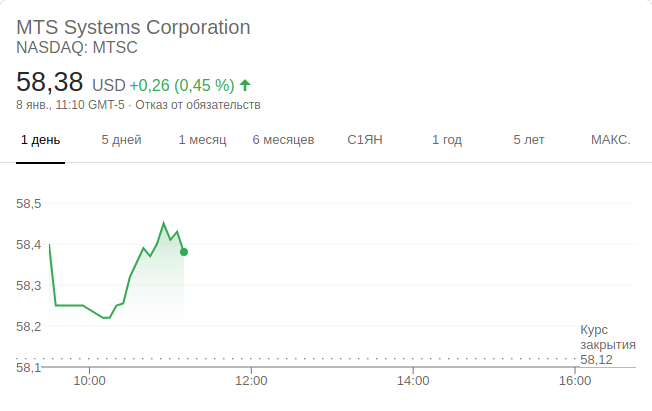 MTS Systems Corporation
NASDAQ: MTSC
58,38 USD +0,26 (0,45 %)
8 янв., 11:10 GMT-5 · Отказ от обязательств
1 день 5 дней 1 месяц 6 месяцев С1ЯН 1 год 5 лет МАКС.
58,5
58,4
58,3
58,2
58,1
Курс
закрытия
58,12
10:00 12:00 14:00 16:00